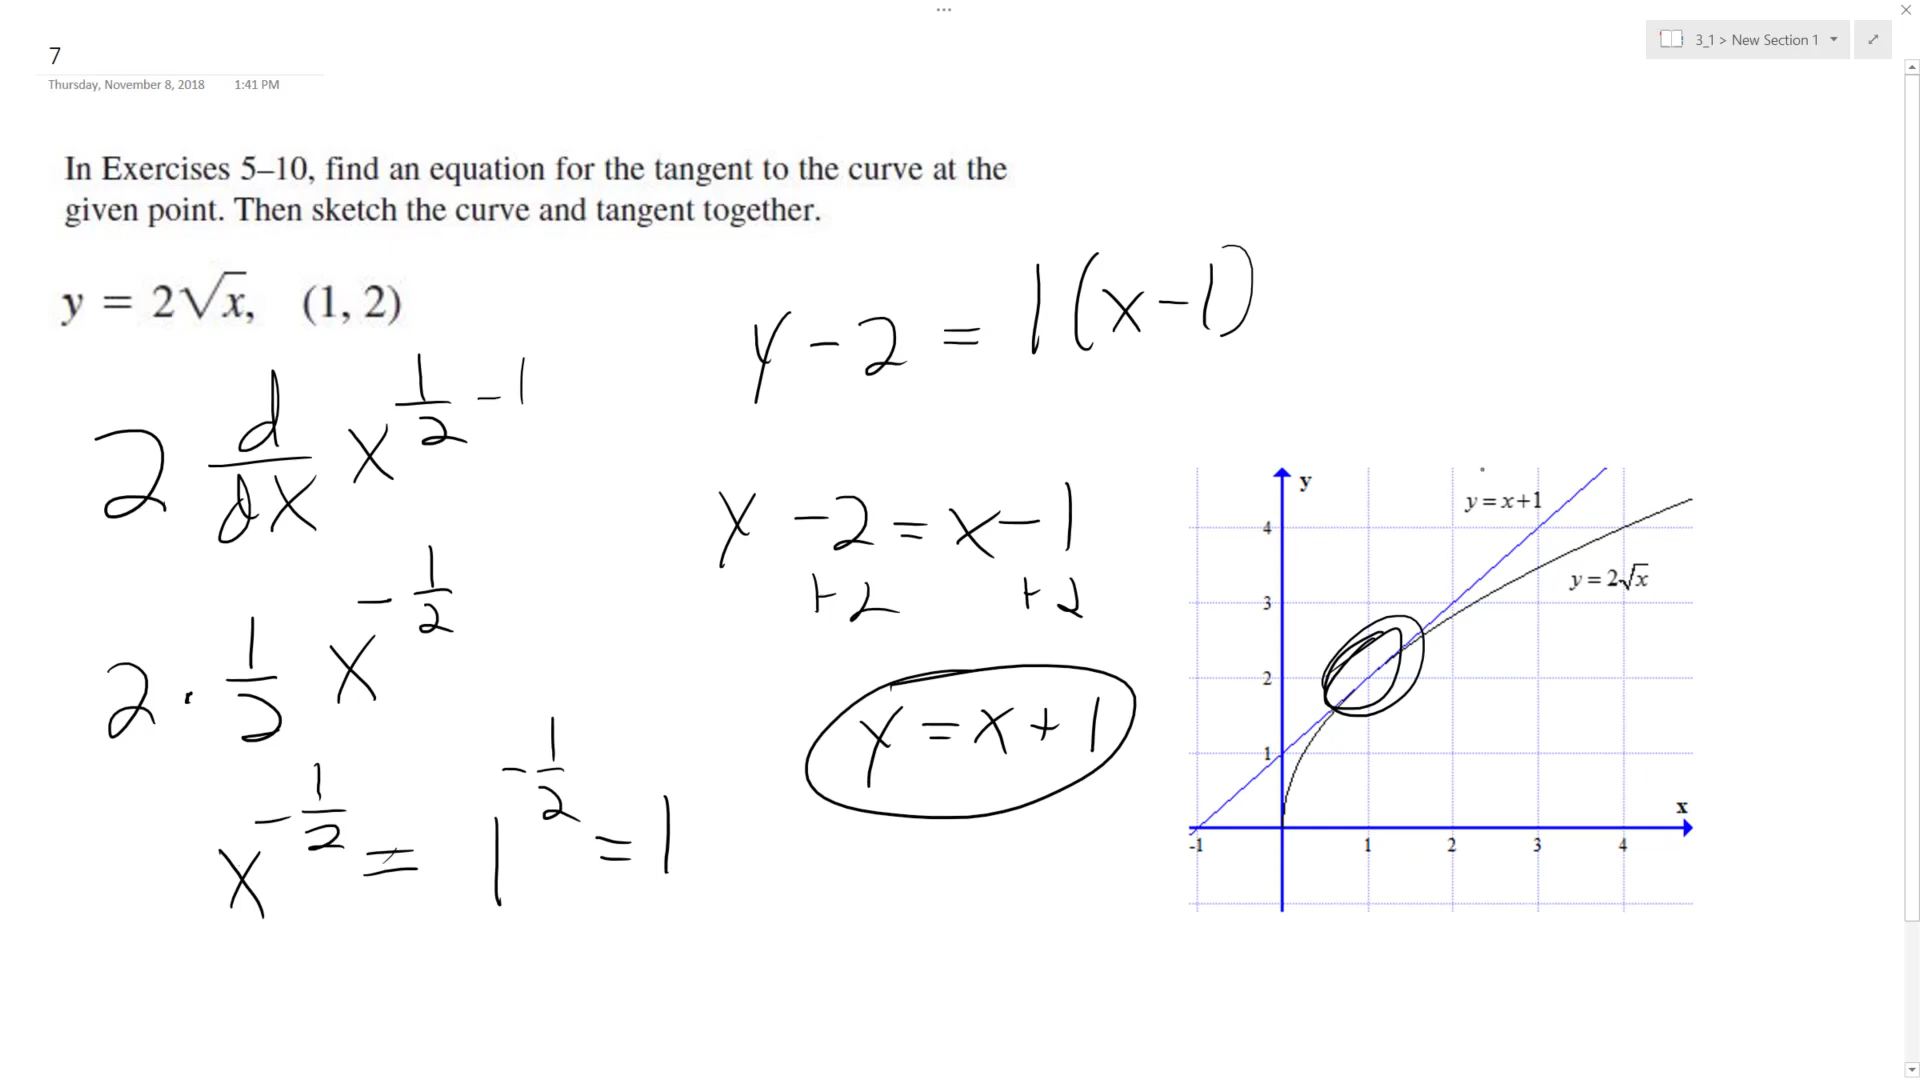 ...
3_1 > New Section 1
7
Thursday, November 8, 2018 1:41 PM
In Exercises 5–10, find an equation for the tangent to the curve at the
given point. Then sketch the curve and tangent together.
y = 2√x, (1, 2)
2 d/dx x^(1/2 - 1)
2 · 1/2 x^(-1/2)
x^(-1/2) = 1^(-1/2) = 1
y - 2 = 1(x - 1)
y - 2 = x - 1
+2 +2
y = x + 1
y
y = x+1
y = 2√x
4
3
2
1
x
-1 1 2 3 4